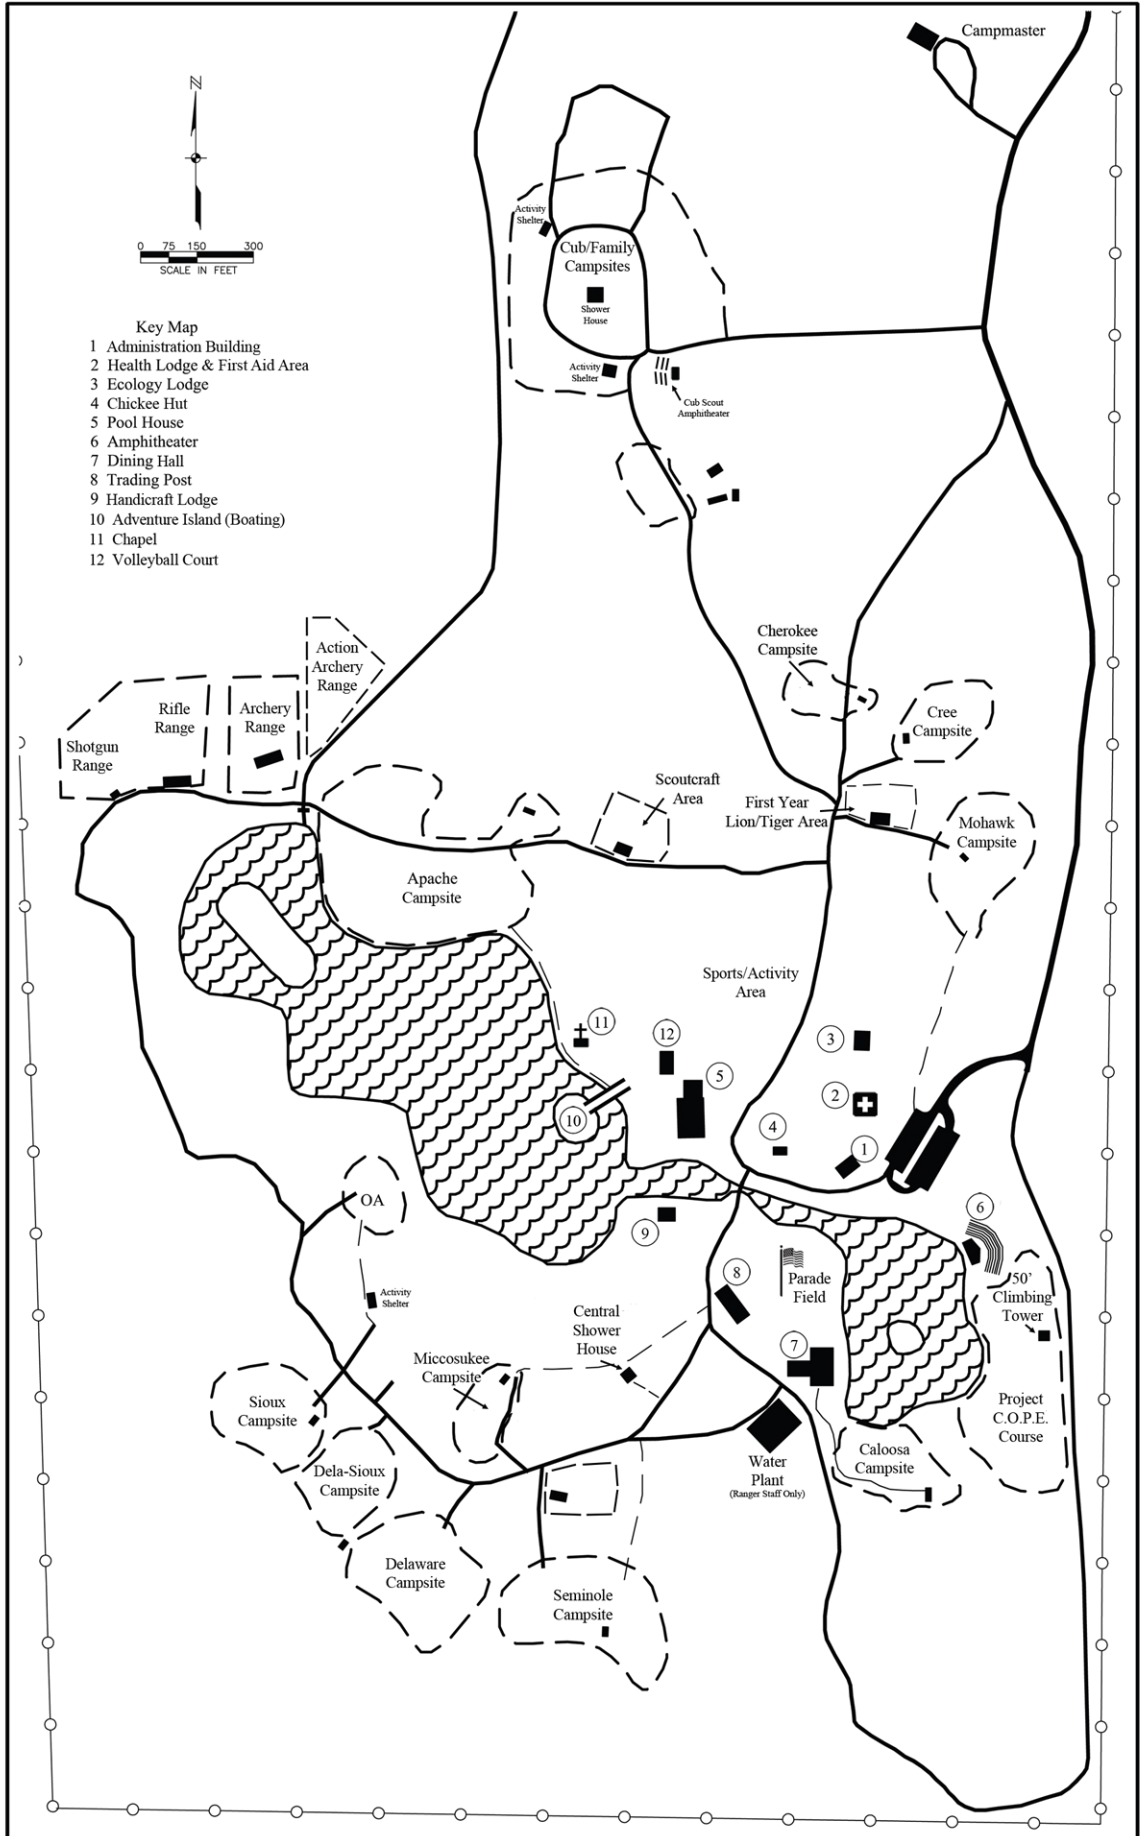 Campmaster
N
0 75 150 300
SCALE IN FEET
Activity
Shelter
Cub/Family
Campsites
Shower
House
Activity
Shelter
Cub Scout
Amphitheater
Key Map
1 Administration Building
2 Health Lodge & First Aid Area
3 Ecology Lodge
4 Chickee Hut
5 Pool House
6 Amphitheater
7 Dining Hall
8 Trading Post
9 Handicraft Lodge
10 Adventure Island (Boating)
11 Chapel
12 Volleyball Court
Action
Archery
Range
Cherokee
Campsite
Rifle
Range
Archery
Range
Cree
Campsite
Shotgun
Range
Scoutcraft
Area
First Year
Lion/Tiger Area
Mohawk
Campsite
Apache
Campsite
Sports/Activity
Area
11
12
3
5
2
10
4
1
OA
9
6
8
Parade
Field
50'
Climbing
Tower
Activity
Shelter
Central
Shower
House
7
Miccosukee
Campsite
Sioux
Campsite
Project
C.O.P.E.
Course
Dela-Sioux
Campsite
Water
Plant
(Ranger Staff Only)
Caloosa
Campsite
Delaware
Campsite
Seminole
Campsite